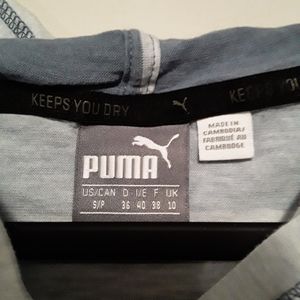 KEEPS YOU DRY
KEEPS YOU
MADE IN
CAMBODIA/
FABRIQUÉ AU
CAMBODGE
PUMA
US/CAN D I/E F UK
S/P 36 40 38 10